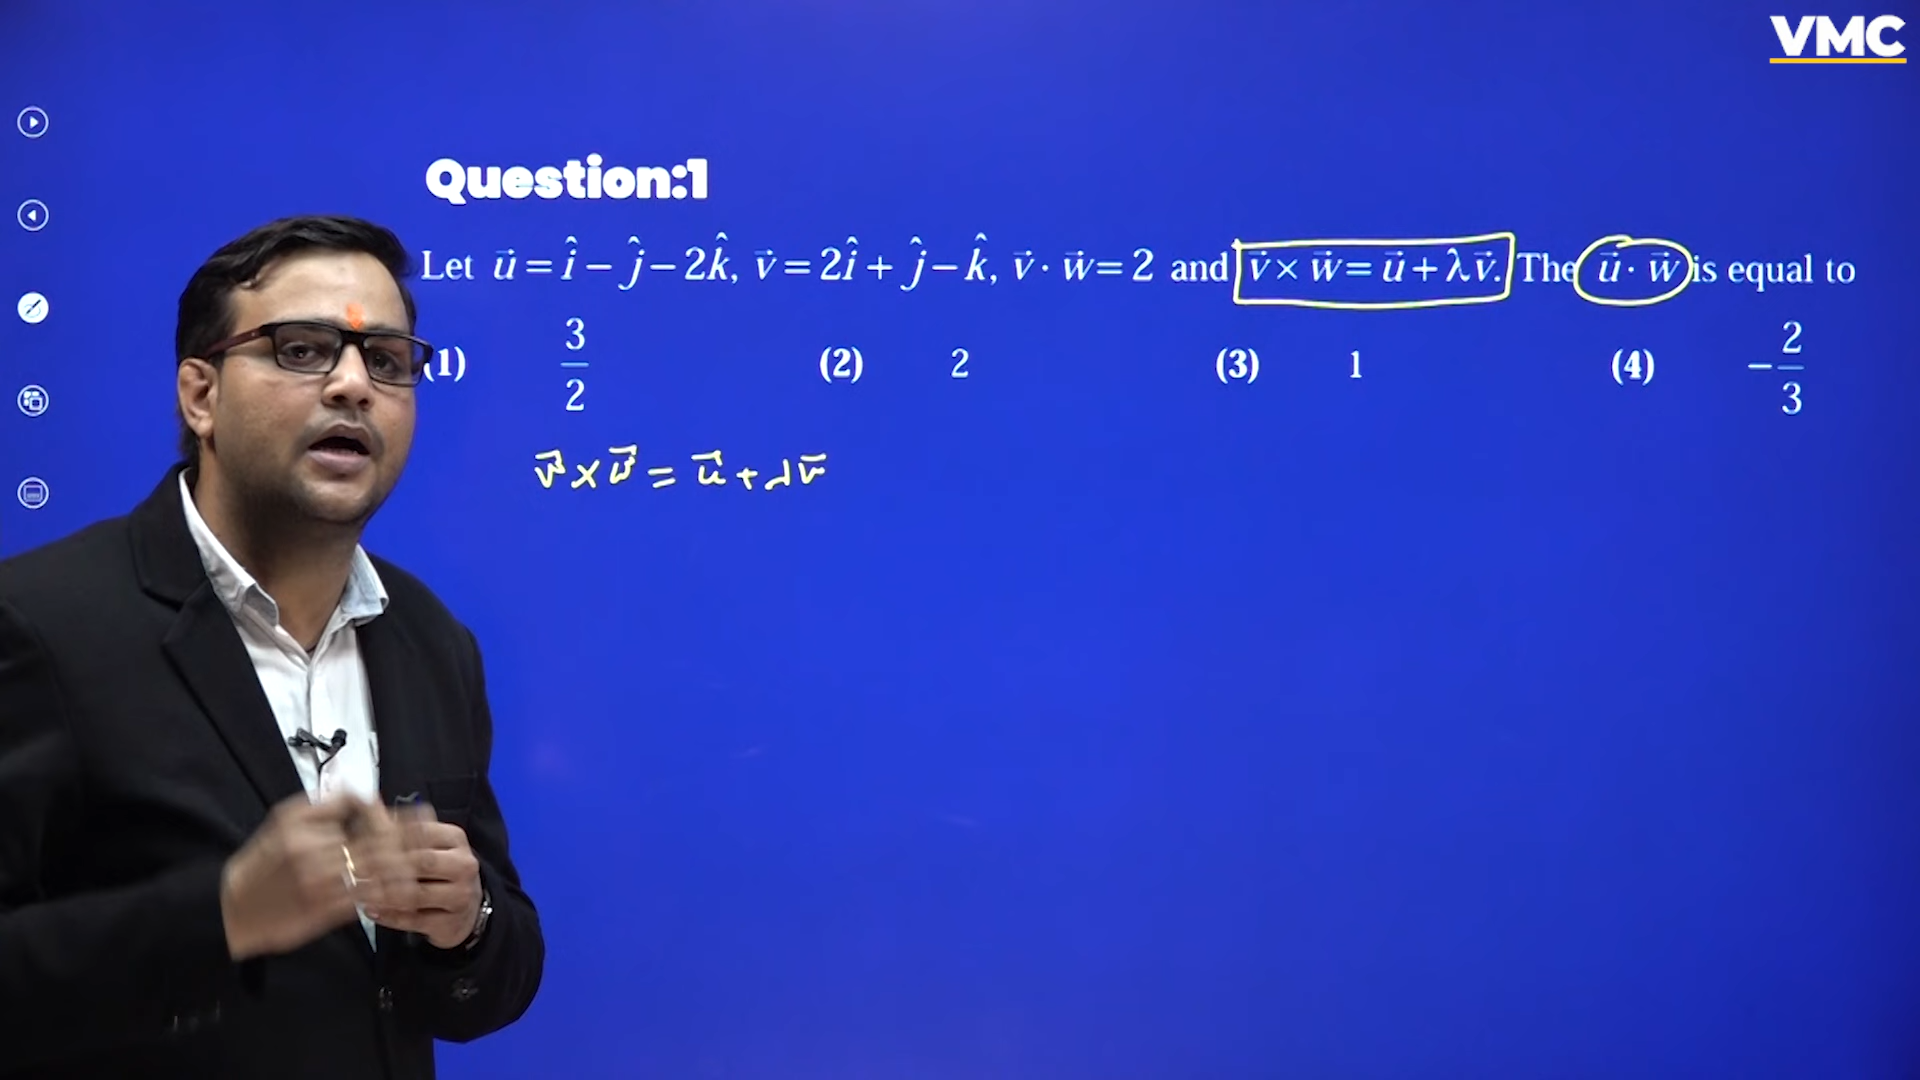 VMC
Question:1
Let u⃗ = î − ĵ − 2k̂, v⃗ = 2î + ĵ − k̂, v⃗ · w⃗ = 2 and v⃗ × w⃗ = u⃗ + λv⃗. The u⃗ · w⃗ is equal to
(1) 3/2 (2) 2 (3) 1 (4) −2/3
v⃗ × w⃗ = u⃗ + λv⃗